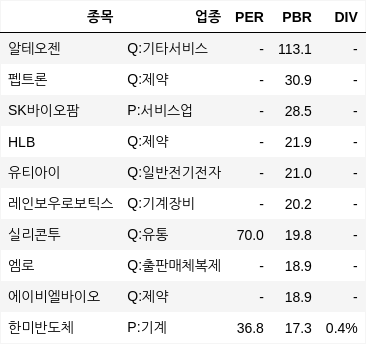 종목 업종 PER PBR DIV
알테오젠 Q:기타서비스 - 113.1 -
펩트론 Q:제약 - 30.9 -
SK바이오팜 P:서비스업 - 28.5 -
HLB Q:제약 - 21.9 -
유티아이 Q:일반전기전자 - 21.0 -
레인보우로보틱스 Q:기계장비 - 20.2 -
실리콘투 Q:유통 70.0 19.8 -
엠로 Q:출판매체복제 - 18.9 -
에이비엘바이오 Q:제약 - 18.9 -
한미반도체 P:기계 36.8 17.3 0.4%